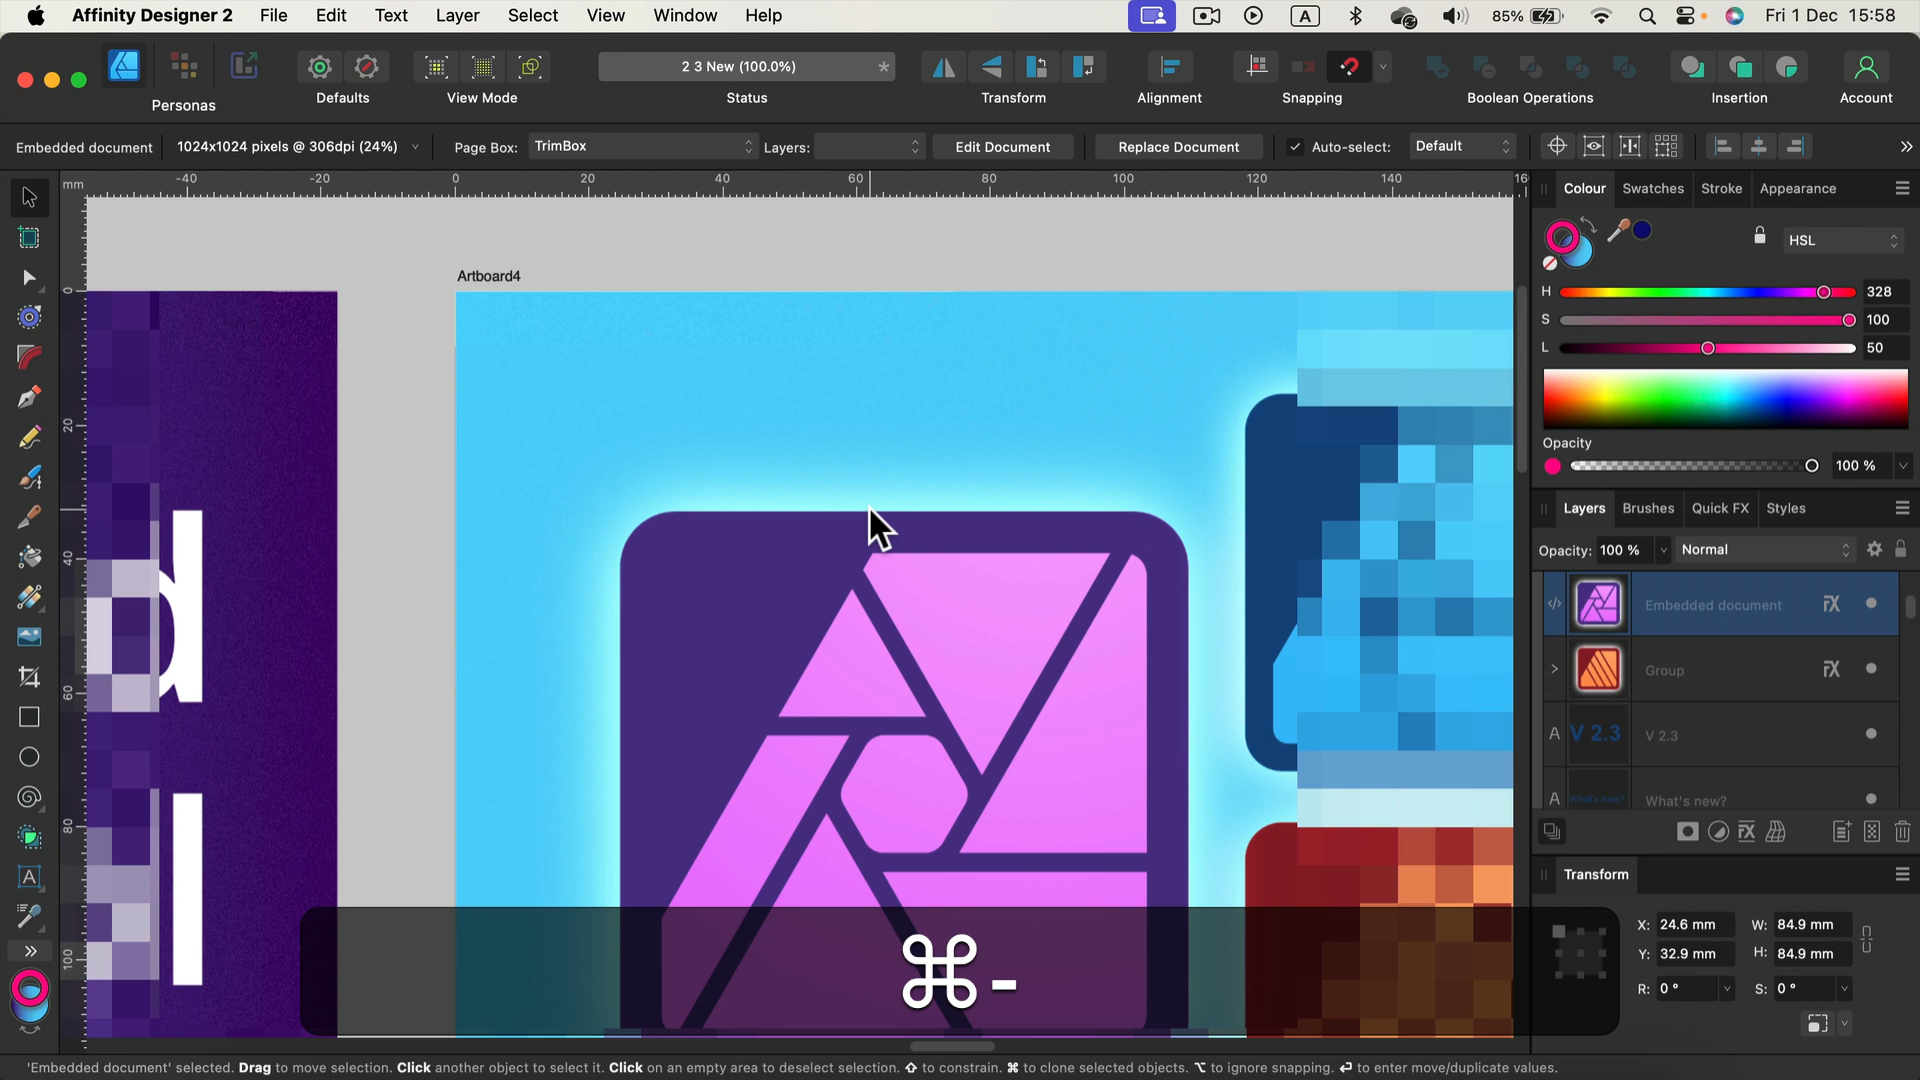 Affinity Designer 2 File Edit Text Layer Select View Window Help 85% Fri 1 Dec 15:58
2 3 New (100.0%) *
Personas Defaults View Mode Status Transform Alignment Snapping Boolean Operations Insertion Account
Embedded document 1024x1024 pixels @ 306dpi (24%) Page Box: TrimBox Layers: Edit Document Replace Document Auto-select: Default
mm -40 -20 0 20 40 60 80 100 120 140 16
Colour Swatches Stroke Appearance
HSL
Artboard4
H 328
S 100
L 50
Opacity
100 %
Layers Brushes Quick FX Styles
Opacity: 100 % Normal
Embedded document
Group
A V 2.3 V 2.3
A What's new? What's new?
0
20
40
60
80
100
d
l
Transform
X: 24.6 mm W: 84.9 mm
Y: 32.9 mm H: 84.9 mm
R: 0 ° S: 0 °
⌘ -
'Embedded document' selected. Drag to move selection. Click another object to select it. Click on an empty area to deselect selection. ⇧ to constrain. ⌘ to clone selected objects. ⌥ to ignore snapping. ↩ to enter move/duplicate values.